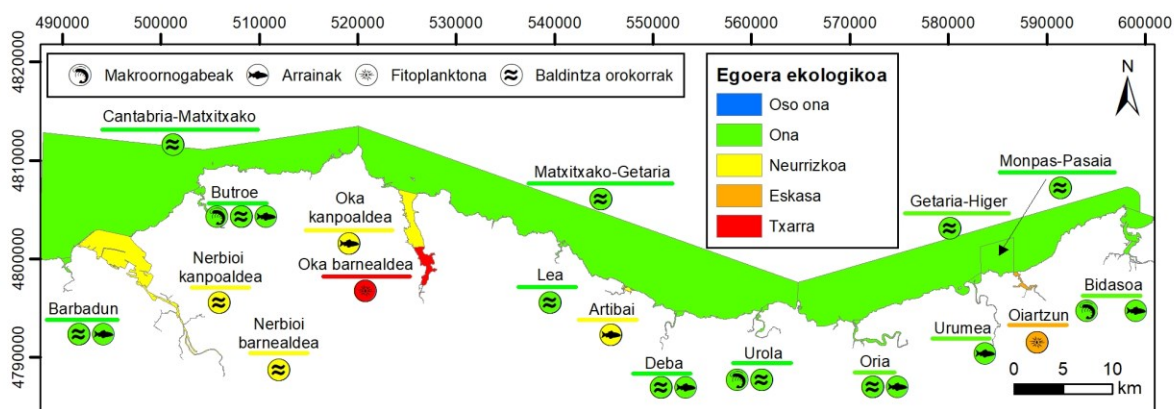 490000 500000 510000 520000 530000 540000 550000 560000 570000 580000 590000 600000
4820000
4810000
4800000
4790000
Makroornogabeak Arrainak Fitoplanktona Baldintza orokorrak
Egoera ekologikoa
Oso ona
Ona
Neurrizkoa
Eskasa
Txarra
N
Cantabria-Matxitxako
Butroe
Oka
kanpoaldea
Oka barnealdea
Nerbioi
kanpoaldea
Barbadun
Nerbioi
barnealdea
Matxitxako-Getaria
Lea
Artibai
Deba
Urola
Oria
Getaria-Higer
Monpas-Pasaia
Urumea
Oiartzun
Bidasoa
0 5 10
km